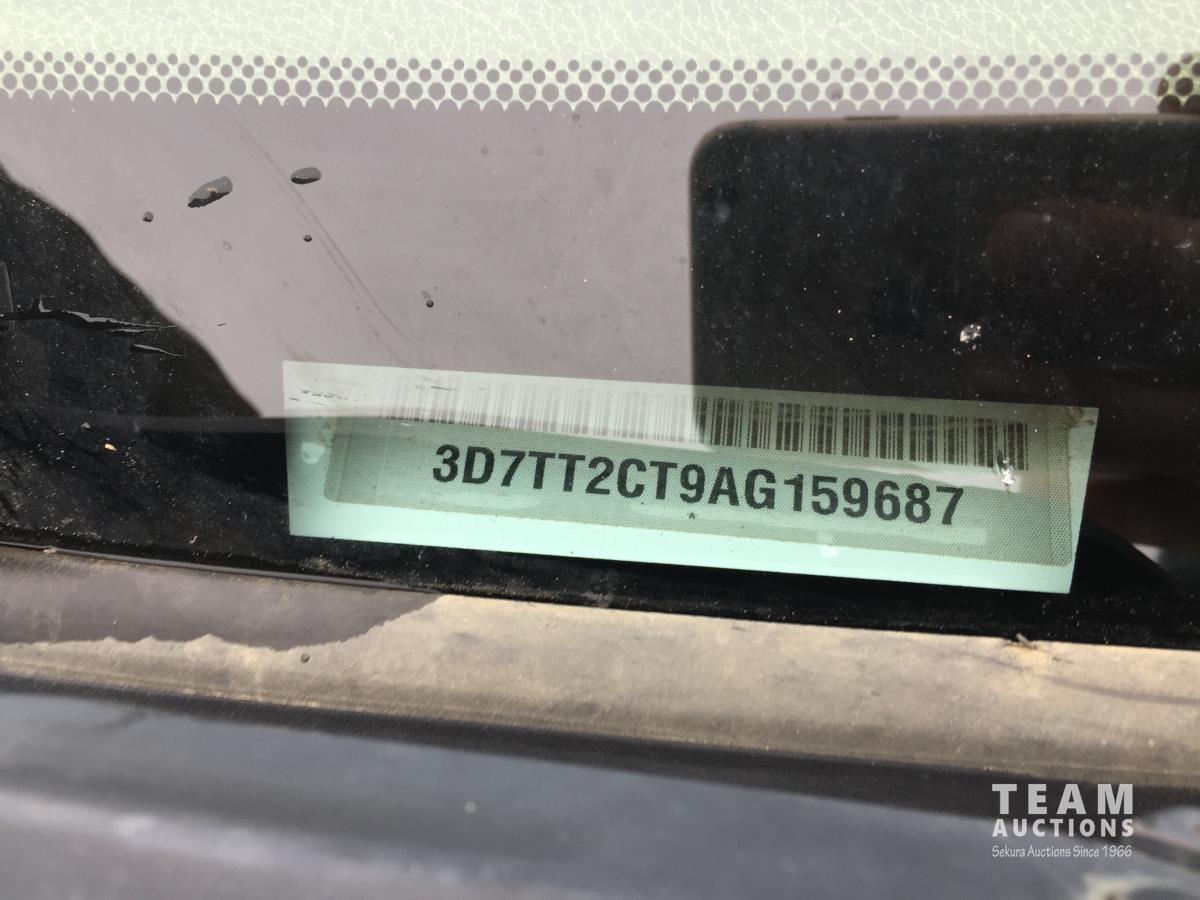 3D7TT2CT9AG159687
TEAM
AUCTIONS
Sekura Auctions Since 1966